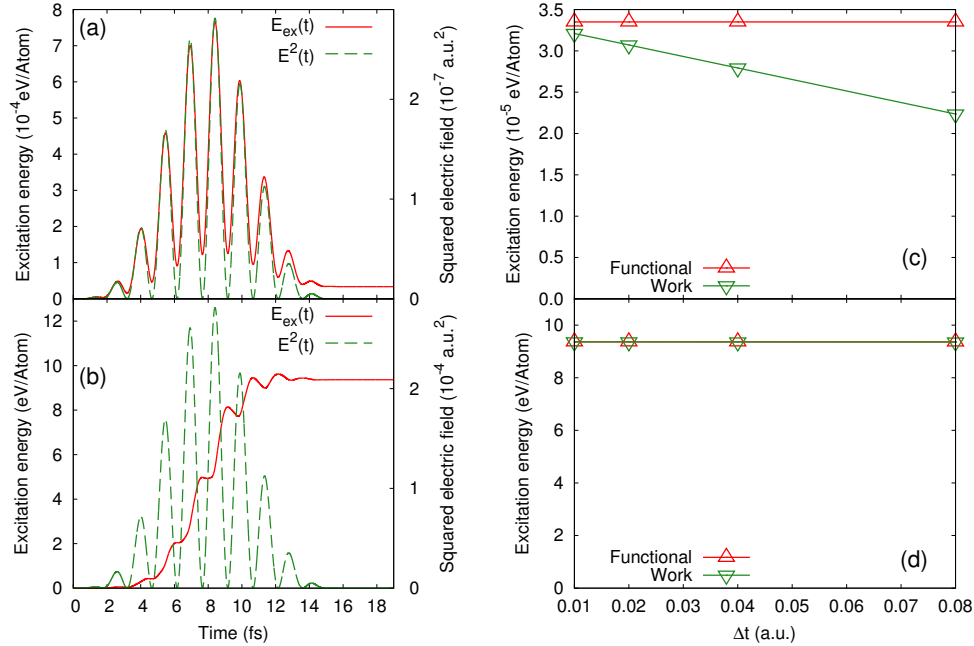 (a)
E_ex(t)
E^2(t)
Excitation energy (10^-4 eV/Atom)
8
7
6
5
4
3
2
1
0
Squared electric field (10^-7 a.u.^2)
2
1
0
(b)
E_ex(t)
E^2(t)
Excitation energy (eV/Atom)
12
10
8
6
4
2
0
Squared electric field (10^-4 a.u.^2)
2
1
0
0 2 4 6 8 10 12 14 16 18
Time (fs)
(c)
Functional
Work
Excitation energy (10^-5 eV/Atom)
3.5
3.0
2.5
2.0
1.5
1.0
0.5
0.0
(d)
Functional
Work
Excitation energy (eV/Atom)
10
8
6
4
2
0
0.01 0.02 0.03 0.04 0.05 0.06 0.07 0.08
Δt (a.u.)